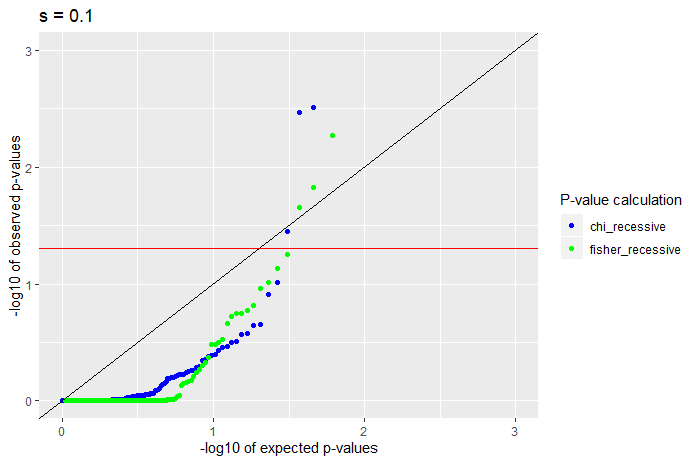 s = 0.1
3
2
1
0
-log10 of observed p-values
0
1
2
3
-log10 of expected p-values
P-value calculation
chi_recessive
fisher_recessive